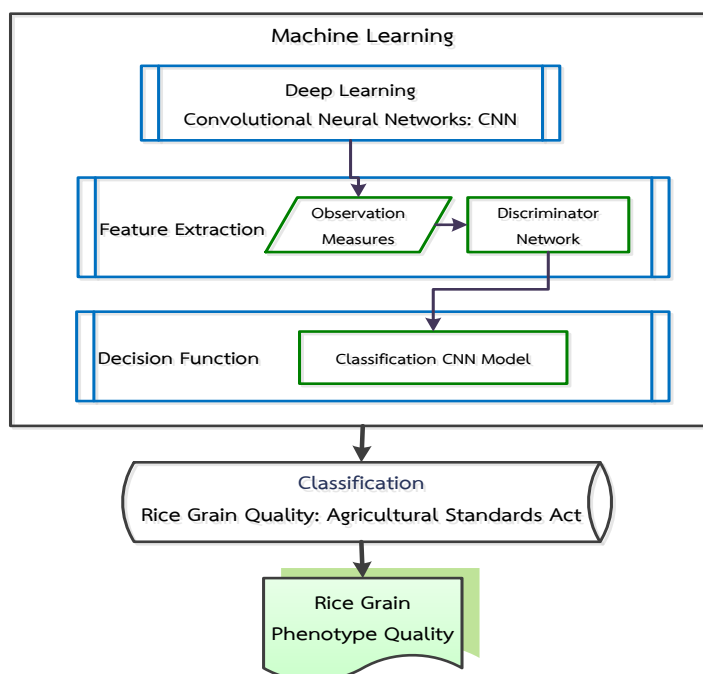 Machine Learning
Deep Learning
Convolutional Neural Networks: CNN
Feature Extraction
Observation
Measures
Discriminator
Network
Decision Function
Classification CNN Model
Classification
Rice Grain Quality: Agricultural Standards Act
Rice Grain
Phenotype Quality